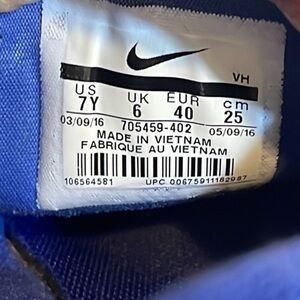 VH
US UK EUR cm
7Y 6 40 25
03/09/16 705459-402 05/09/16
MADE IN VIETNAM
FABRIQUE AU VIETNAM
106564581 UPC 00675911182987